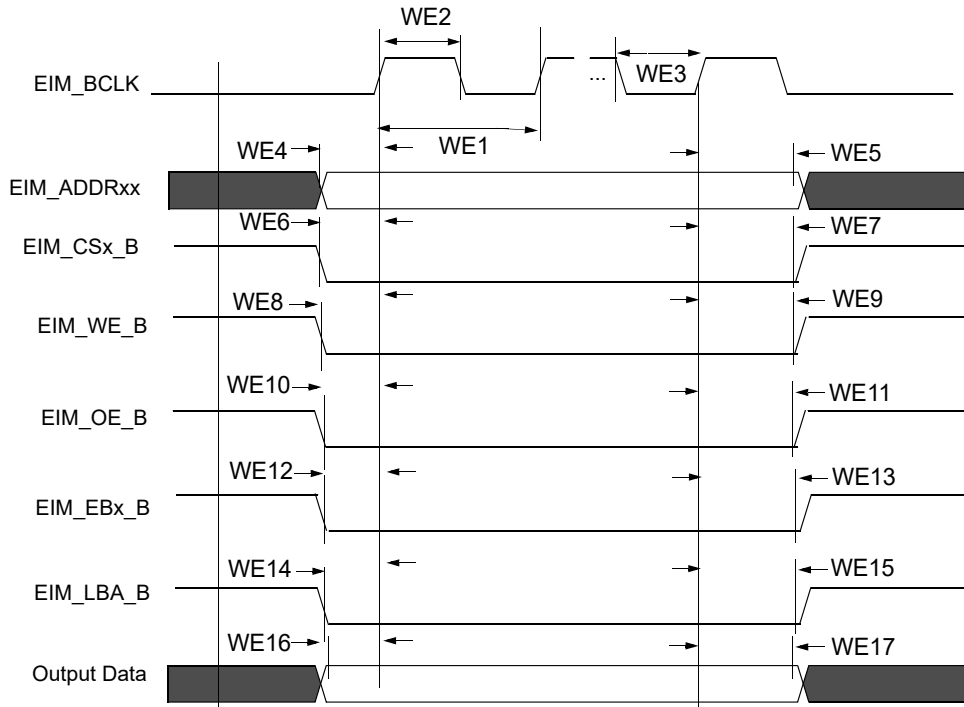 WE2
EIM_BCLK
...
WE3
WE4
WE1
WE5
EIM_ADDRxx
WE6
WE7
EIM_CSx_B
WE8
WE9
EIM_WE_B
WE10
WE11
EIM_OE_B
WE12
WE13
EIM_EBx_B
WE14
WE15
EIM_LBA_B
WE16
WE17
Output Data